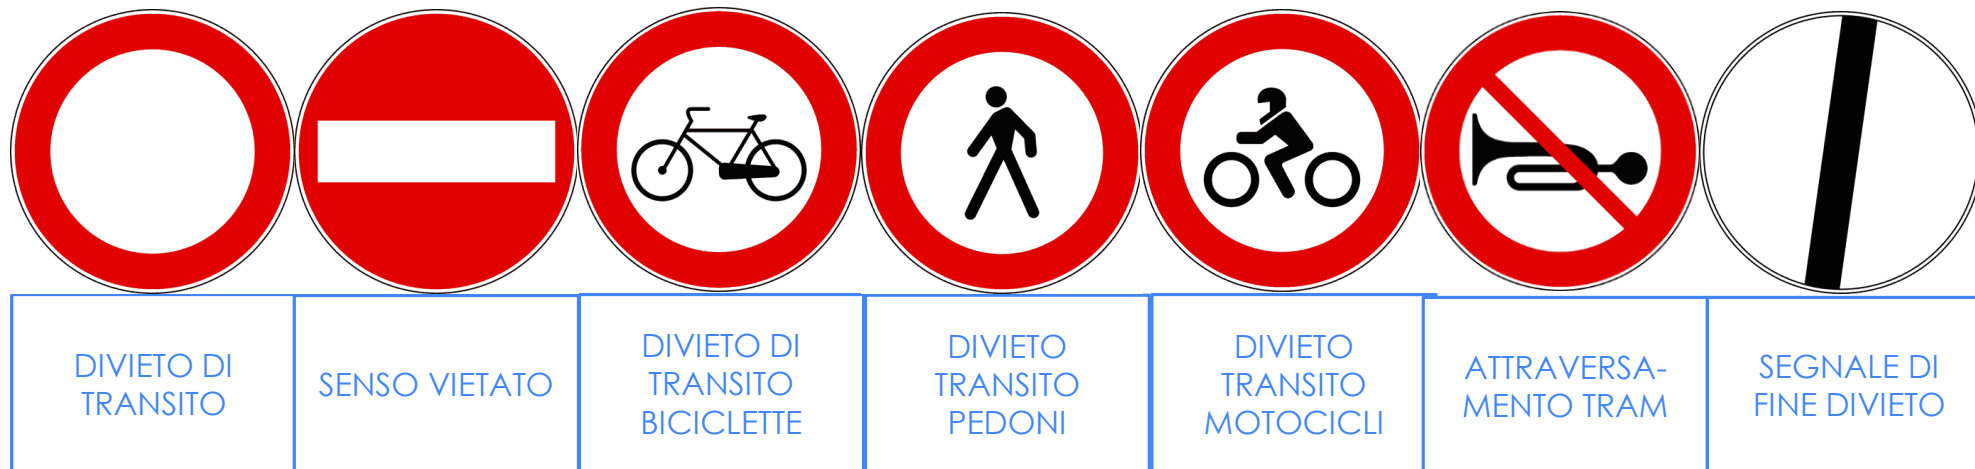 DIVIETO DI
TRANSITO
SENSO VIETATO
DIVIETO DI
TRANSITO
BICICLETTE
DIVIETO
TRANSITO
PEDONI
DIVIETO
TRANSITO
MOTOCICLI
ATTRAVERSA-
MENTO TRAM
SEGNALE DI
FINE DIVIETO